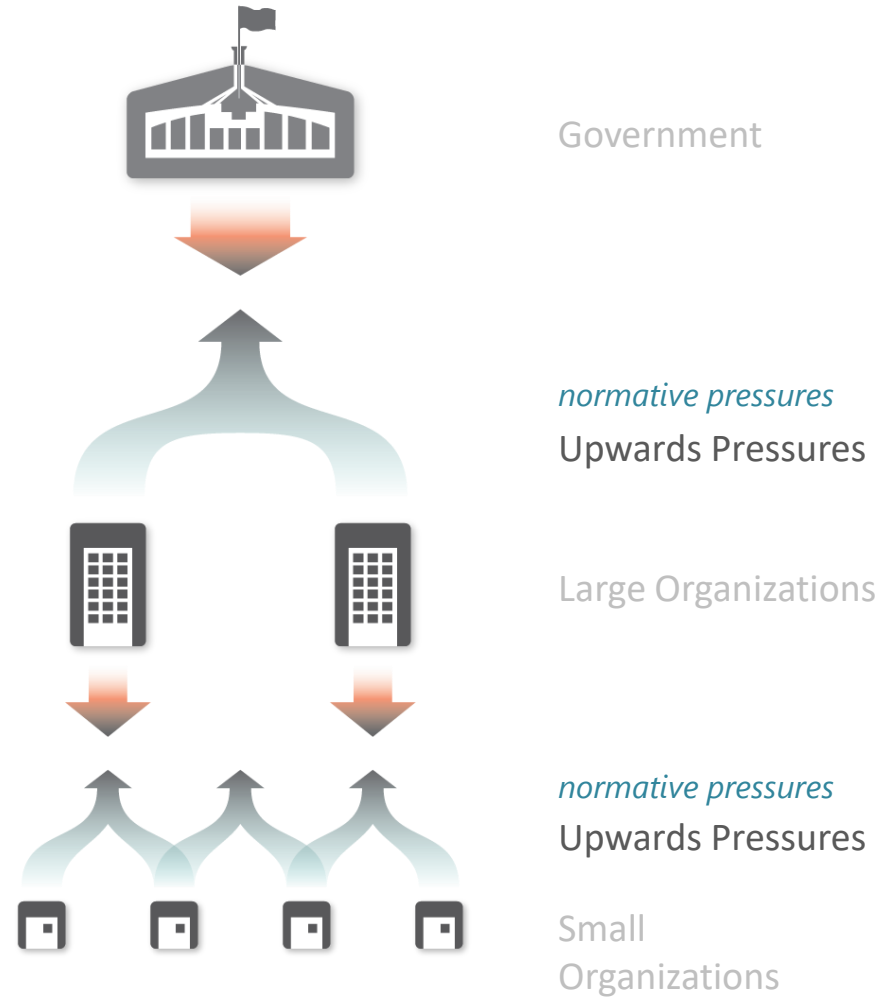 Government
normative pressures
Upwards Pressures
Large Organizations
normative pressures
Upwards Pressures
Small
Organizations